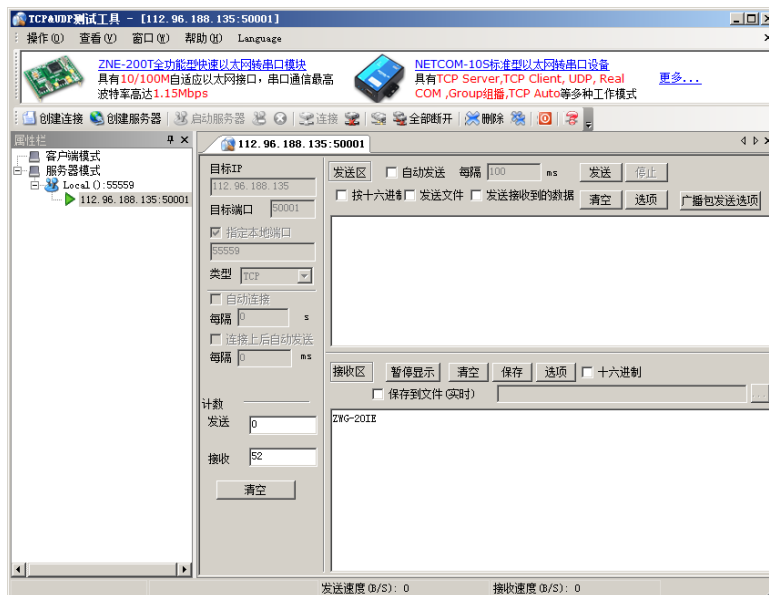 TCP&UDP测试工具 - [112.96.188.135:50001]
操作(O) 查看(V) 窗口(W) 帮助(H) Language
ZNE-200T全功能型快速以太网转串口模块
具有10/100M自适应以太网接口，串口通信最高
波特率高达1.15Mbps
NETCOM-10S标准型以太网转串口设备
具有TCP Server,TCP Client, UDP, Real
COM ,Group组播,TCP Auto等多种工作模式
更多...
创建连接 创建服务器 启动服务器 连接 全部断开 删除
属性栏
客户端模式
服务器模式
Local():55559
112.96.188.135:50001
112.96.188.135:50001
目标IP
112.96.188.135
目标端口 50001
指定本地端口
55559
类型 TCP
自动连接
每隔 0 s
连接上后自动发送
每隔 0 ms
计数
发送 0
接收 52
清空
发送区 自动发送 每隔 100 ms 发送 停止
按十六进制 发送文件 发送接收到的数据 清空 选项 广播包发送选项
接收区 暂停显示 清空 保存 选项 十六进制
保存到文件(实时) ...
ZWG-20IE
发送速度(B/S): 0 接收速度(B/S): 0